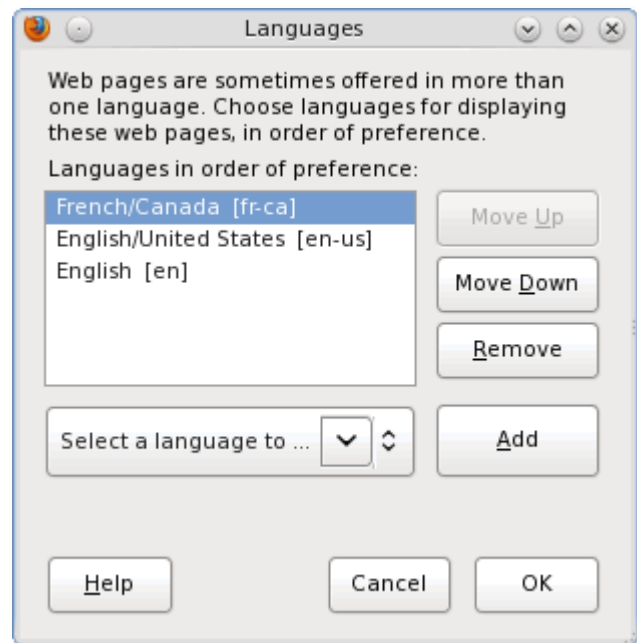 Languages
Web pages are sometimes offered in more than
one language. Choose languages for displaying
these web pages, in order of preference.
Languages in order of preference:
French/Canada [fr-ca]
English/United States [en-us]
English [en]
Move Up
Move Down
Remove
Select a language to ...
Add
Help
Cancel
OK